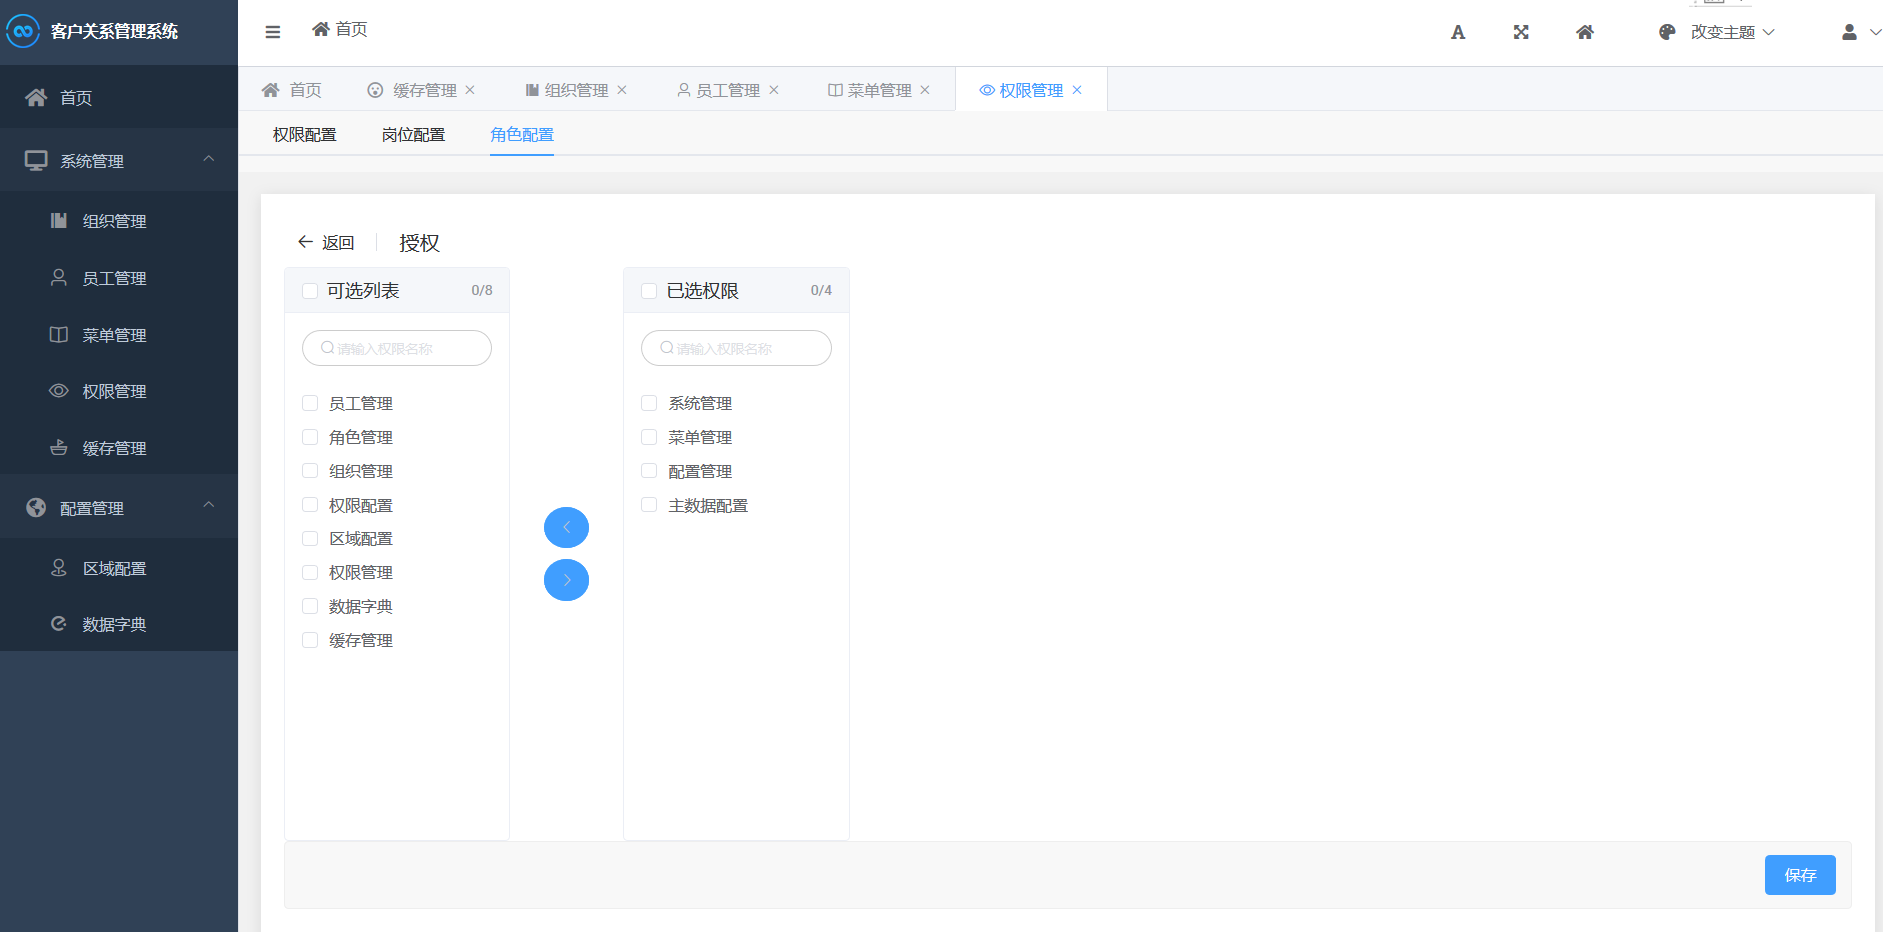 客户关系管理系统
首页
系统管理
组织管理
员工管理
菜单管理
权限管理
缓存管理
配置管理
区域配置
数据字典
首页
A
改变主题
首页
缓存管理
组织管理
员工管理
菜单管理
权限管理
权限配置
岗位配置
角色配置
返回
授权
可选列表 0/8
请输入权限名称
员工管理
角色管理
组织管理
权限配置
区域配置
权限管理
数据字典
缓存管理
已选权限 0/4
请输入权限名称
系统管理
菜单管理
配置管理
主数据配置
保存